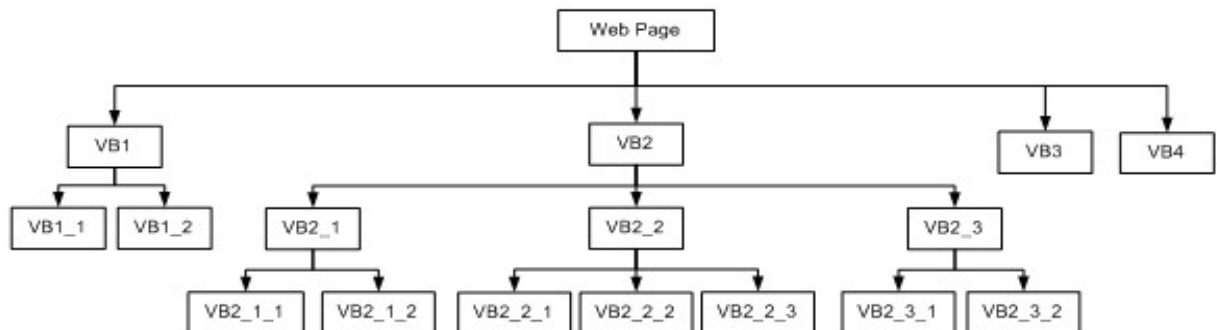 Web Page
VB1
VB2
VB3
VB4
VB1_1
VB1_2
VB2_1
VB2_2
VB2_3
VB2_1_1
VB2_1_2
VB2_2_1
VB2_2_2
VB2_2_3
VB2_3_1
VB2_3_2